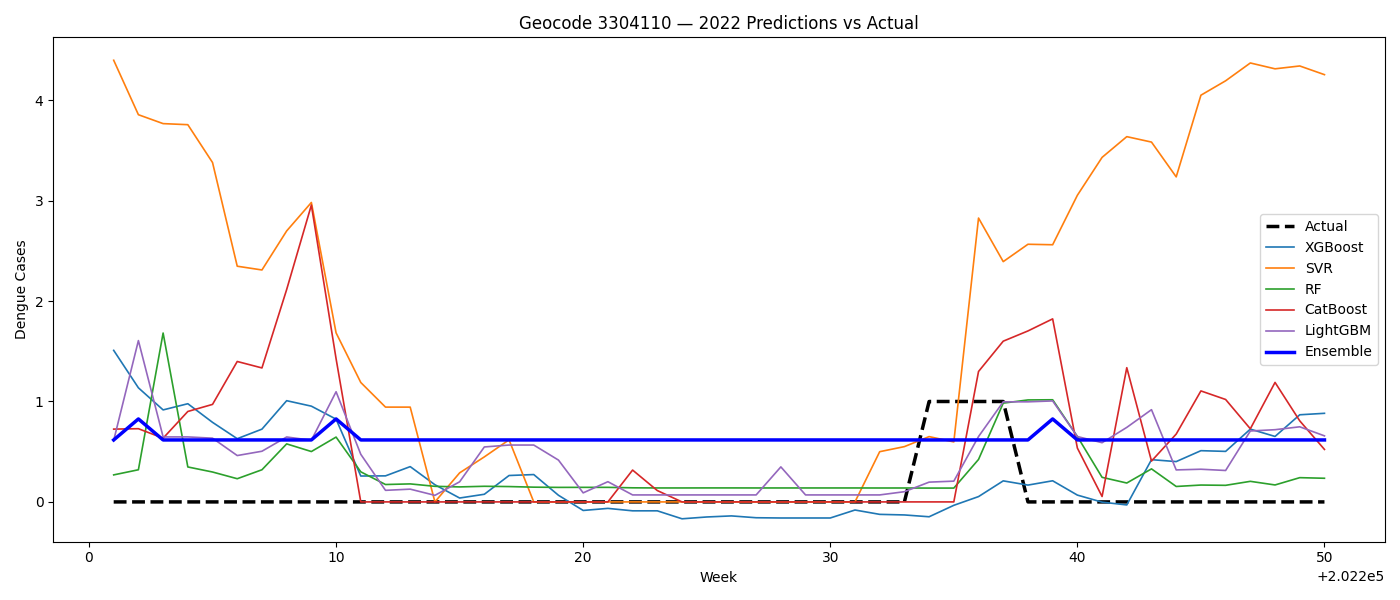 Geocode 3304110 — 2022 Predictions vs Actual
Dengue Cases
4
3
2
1
0
Actual
XGBoost
SVR
RF
CatBoost
LightGBM
Ensemble
0 10 20 30 40 50
+2.022e5
Week